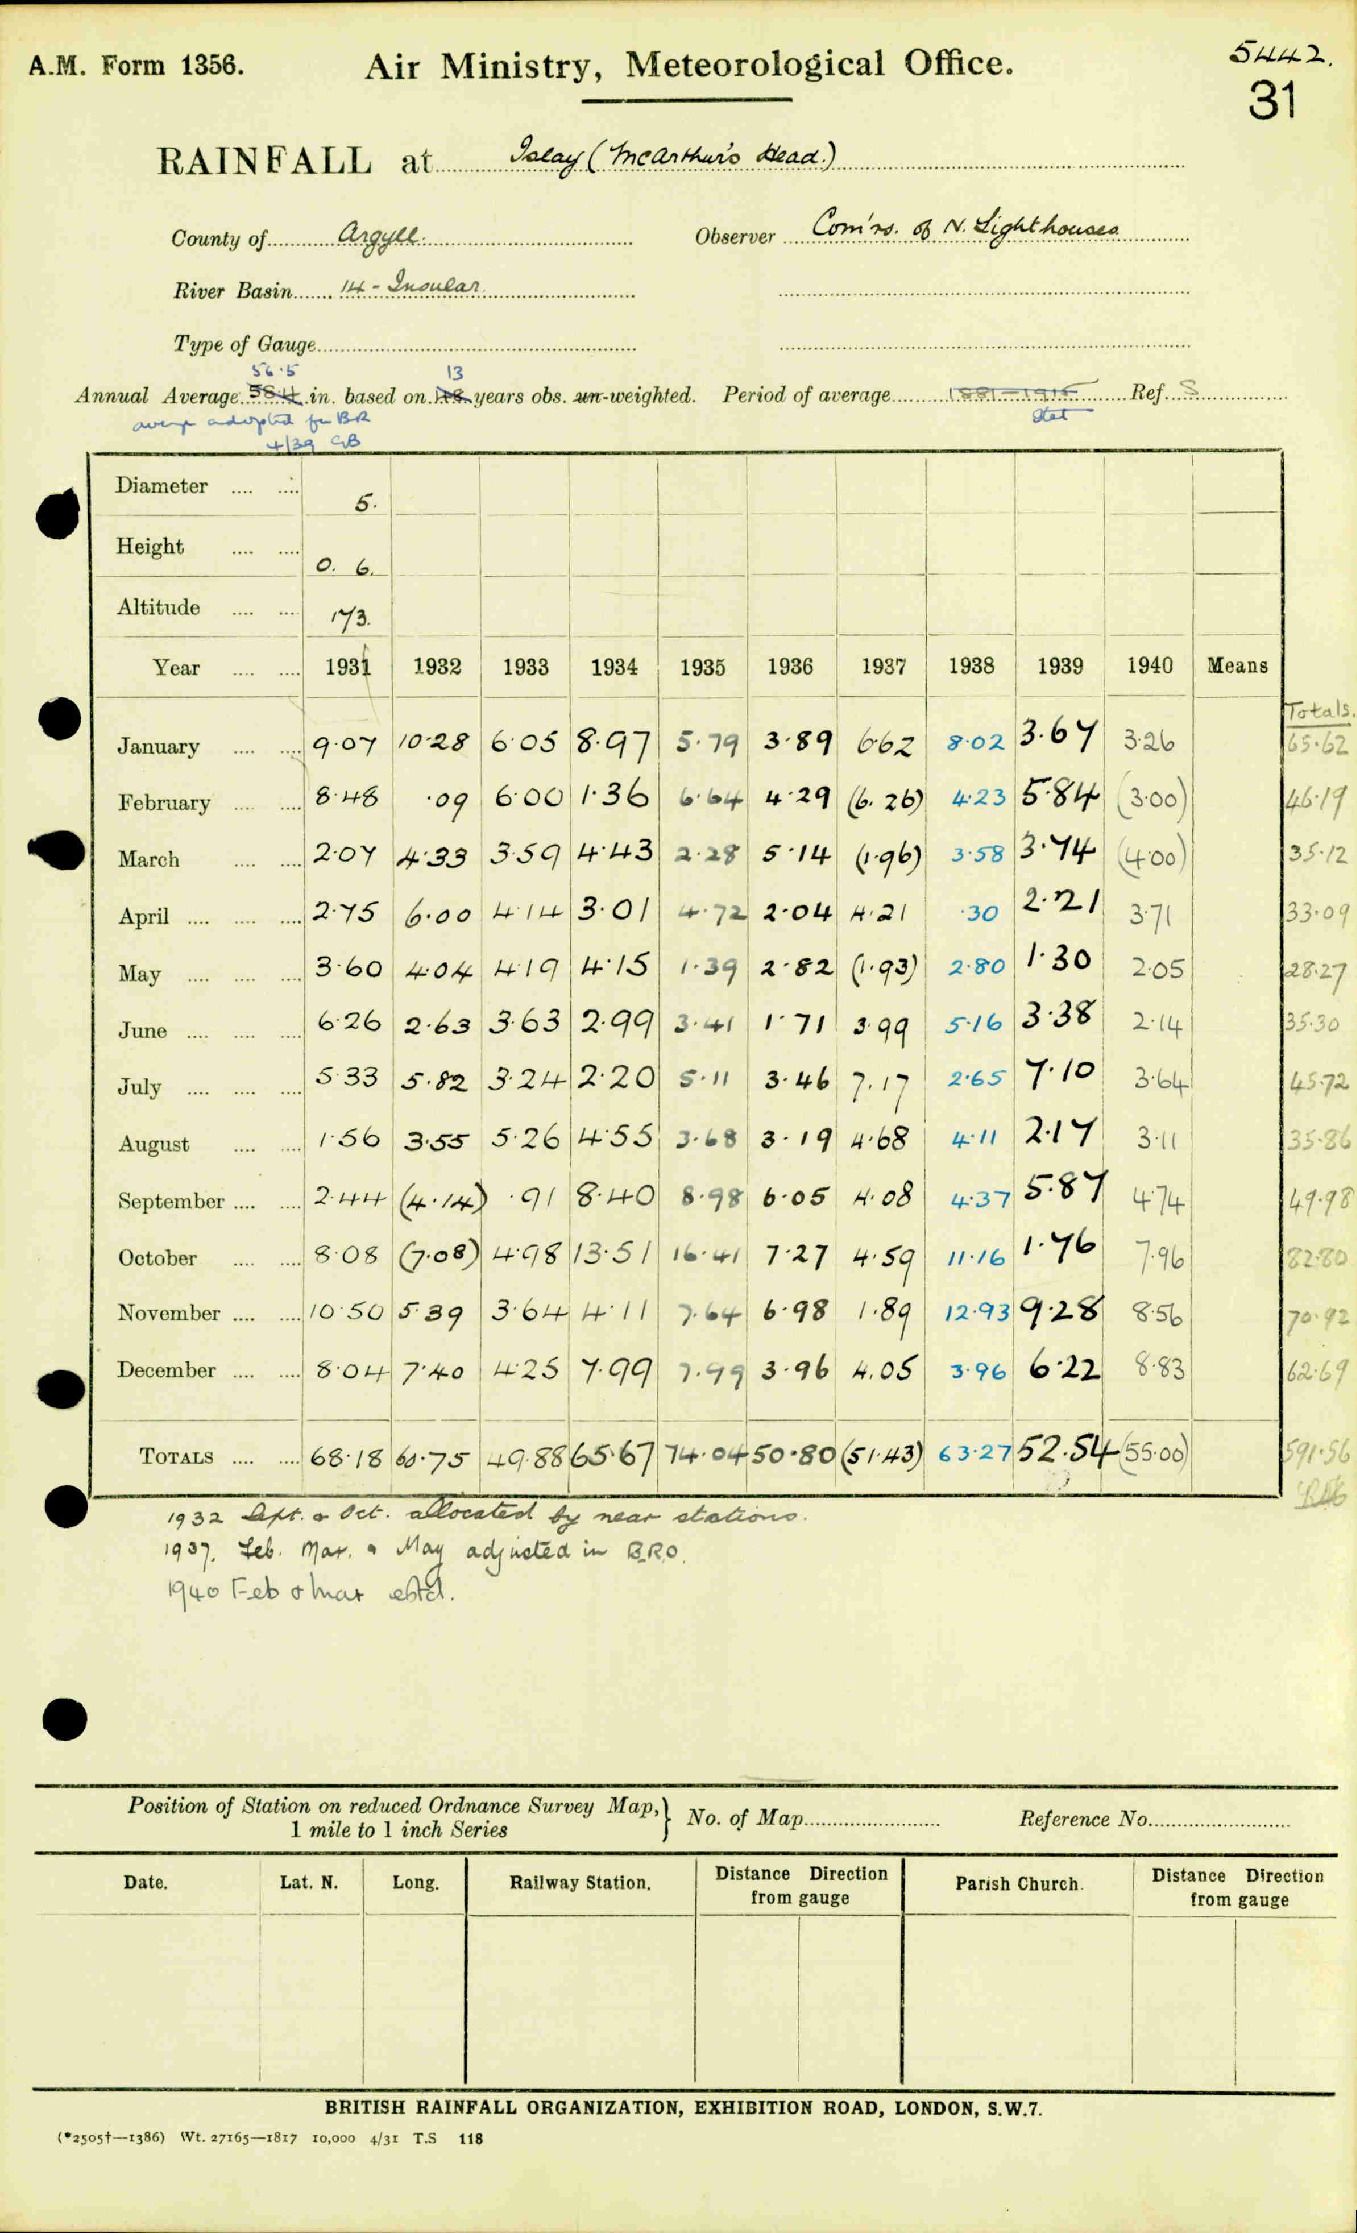 A.M. Form 1356.
Air Ministry, Meteorological Office.
5442.
31
RAINFALL at Islay (McArthur's Head.)
County of Argyll. Observer Com'rs. of N. Lighthouses
River Basin 14 - Insular.
Type of Gauge
56.5 13
Annual Average 58.4 in. based on years obs. un-weighted. Period of average 1881-1915 Ref. S
stet
average adopted for BR
4/39 GB
Diameter 5.
Height 0. 6.
Altitude 173.
Year 1931 1932 1933 1934 1935 1936 1937 1938 1939 1940 Means
Totals.
January 9.07 10.28 6.05 8.97 5.79 3.89 6.62 8.02 3.67 3.26 65.62
February 8.48 .09 6.00 1.36 6.64 4.29 (6.26) 4.23 5.84 (3.00) 46.19
March 2.07 4.33 3.59 4.43 2.28 5.14 (1.96) 3.58 3.74 (4.00) 35.12
April 2.75 6.00 4.14 3.01 4.72 2.04 4.21 .30 2.21 3.71 33.09
May 3.60 4.04 4.19 4.15 1.39 2.82 (1.93) 2.80 1.30 2.05 28.27
June 6.26 2.63 3.63 2.99 3.41 1.71 3.99 5.16 3.38 2.14 35.30
July 5.33 5.82 3.24 2.20 5.11 3.46 7.17 2.65 7.10 3.64 45.72
August 1.56 3.55 5.26 4.55 3.68 3.19 4.68 4.11 2.17 3.11 35.86
September 2.44 (4.14) .91 8.40 8.98 6.05 4.08 4.37 5.87 4.74 49.98
October 8.08 (7.08) 4.98 13.51 16.41 7.27 4.59 11.16 1.76 7.96 82.80
November 10.50 5.39 3.64 4.11 7.64 6.98 1.89 12.93 9.28 8.56 70.92
December 8.04 7.40 4.25 7.99 7.99 3.96 4.05 3.96 6.22 8.83 62.69
TOTALS 68.18 60.75 49.88 65.67 74.04 50.80 (51.43) 63.27 52.54 (55.00) 591.56
1932 Sept. & Oct. allocated by near stations.
1937. Feb. Mar. & May adjusted in B.R.O.
1940 Feb & Mar estd.
Position of Station on reduced Ordnance Survey Map, 1 mile to 1 inch Series } No. of Map Reference No.
Date. Lat. N. Long. Railway Station. Distance Direction from gauge Parish Church. Distance Direction from gauge
BRITISH RAINFALL ORGANIZATION, EXHIBITION ROAD, LONDON, S.W.7.
(*2505†—1386) Wt. 27165—1817 10,000 4/31 T.S 118